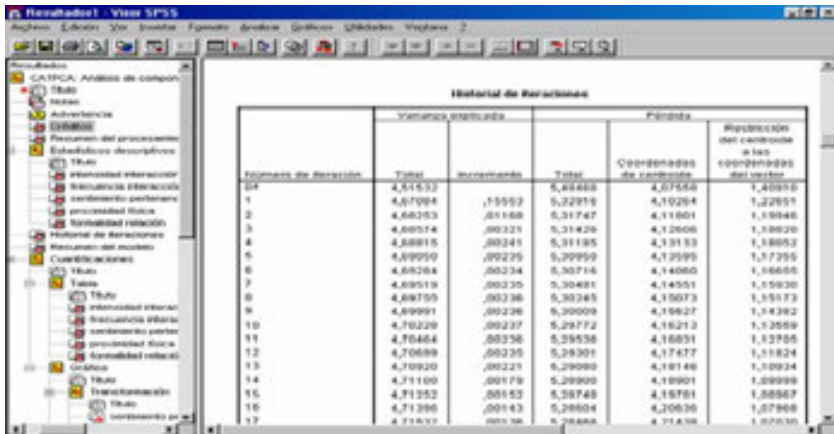 Resultados1 - Visor SPSS
Archivo Edición Ver Insertar Formato Analizar Gráficos Utilidades Ventana ?
Resultados
CATPCA: Análisis de compon
Título
Notas
Advertencia
Créditos
Resumen del procesamien
Estadísticos descriptivos
Título
intensidad interacción
frecuencia interacció
sentimiento pertenenc
proximidad física
formalidad relación
Historial de iteraciones
Resumen del modelo
Cuantificaciones
Título
Tabla
Título
intensidad interac
frecuencia interac
sentimiento perten
proximidad física
formalidad relació
Gráfico
Título
Transformación
Título
sentimiento pe
Historial de iteraciones
Varianza explicada Pérdida
Número de iteración Total Incremento Total Coordenadas de centroide Restricción del centroide a las coordenadas del vector
0ª 4,51532 5,48468 4,07558 1,40910
1 4,67084 ,15553 5,32916 4,10264 1,22651
2 4,68253 ,01168 5,31747 4,11801 1,19946
3 4,68574 ,00321 5,31426 4,12606 1,18820
4 4,68815 ,00241 5,31185 4,13133 1,18052
5 4,69050 ,00235 5,30950 4,13595 1,17355
6 4,69284 ,00234 5,30716 4,14060 1,16655
7 4,69519 ,00235 5,30481 4,14551 1,15930
8 4,69755 ,00236 5,30245 4,15073 1,15173
9 4,69991 ,00236 5,30009 4,15627 1,14382
10 4,70228 ,00237 5,29772 4,16213 1,13559
11 4,70464 ,00236 5,29536 4,16831 1,12705
12 4,70699 ,00235 5,29301 4,17477 1,11824
13 4,70920 ,00221 5,29080 4,18146 1,10934
14 4,71100 ,00179 5,28900 4,18901 1,09999
15 4,71252 ,00152 5,28748 4,19781 1,08967
16 4,71396 ,00143 5,28604 4,20636 1,07968
17